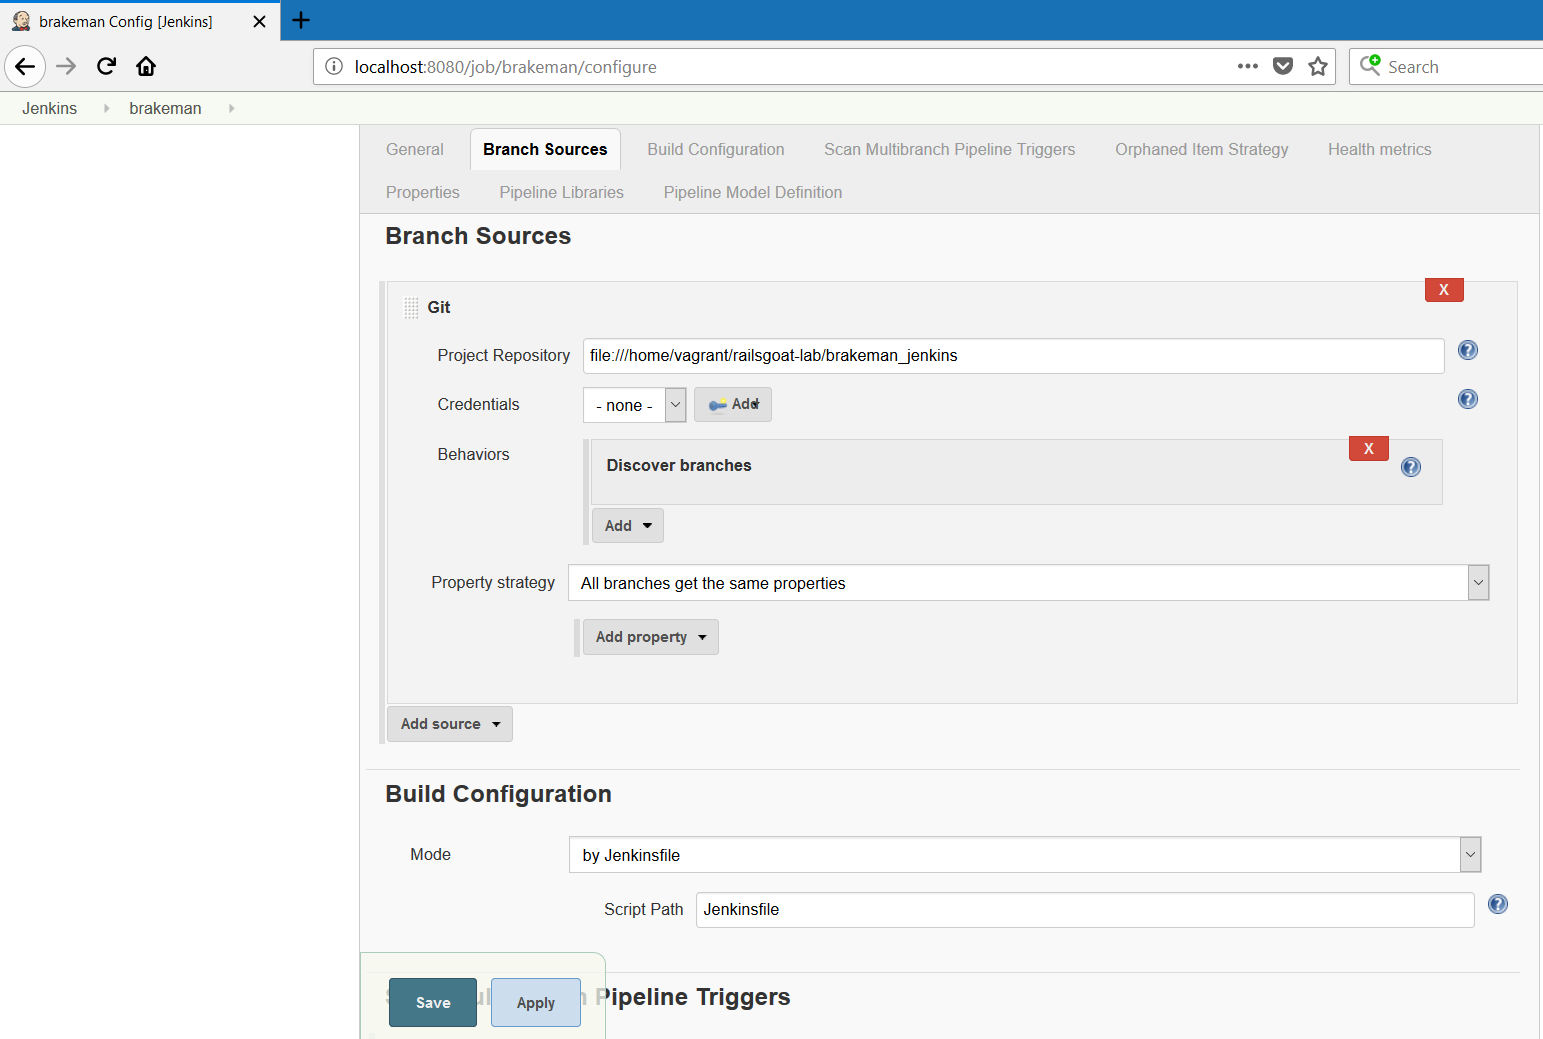 brakeman Config [Jenkins]
localhost:8080/job/brakeman/configure
Search
Jenkins brakeman
General Branch Sources Build Configuration Scan Multibranch Pipeline Triggers Orphaned Item Strategy Health metrics
Properties Pipeline Libraries Pipeline Model Definition
Branch Sources
X
Git
Project Repository file:///home/vagrant/railsgoat-lab/brakeman_jenkins
Credentials - none - Add
Behaviors
X
Discover branches
Add
Property strategy All branches get the same properties
Add property
Add source
Build Configuration
Mode by Jenkinsfile
Script Path Jenkinsfile
Pipeline Triggers
Save Apply